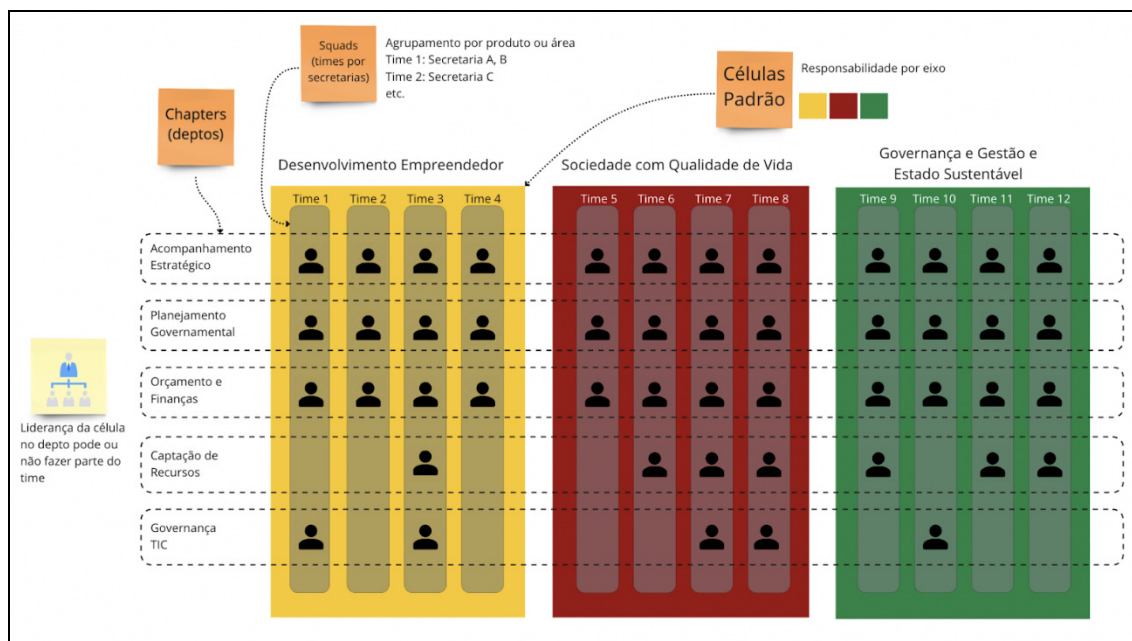 Squads
(times por
secretarias)
Agrupamento por produto ou área
Time 1: Secretaria A, B
Time 2: Secretaria C
etc.
Células
Padrão
Responsabilidade por eixo
Chapters
(deptos)
Desenvolvimento Empreendedor
Sociedade com Qualidade de Vida
Governança e Gestão e
Estado Sustentável
Time 1 Time 2 Time 3 Time 4
Time 5 Time 6 Time 7 Time 8
Time 9 Time 10 Time 11 Time 12
Acompanhamento
Estratégico
Planejamento
Governamental
Orçamento e
Finanças
Liderança da célula
no depto pode ou
não fazer parte do
time
Captação de
Recursos
Governança
TIC